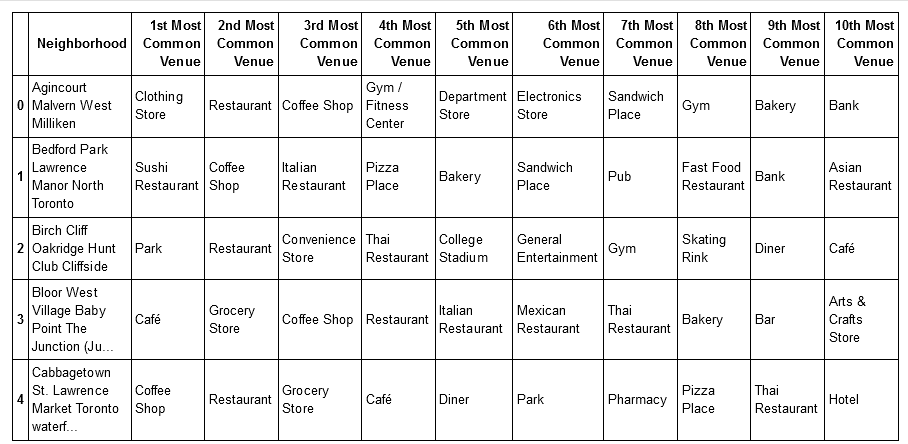 Neighborhood
1st Most
Common
Venue
2nd Most
Common
Venue
3rd Most
Common
Venue
4th Most
Common
Venue
5th Most
Common
Venue
6th Most
Common
Venue
7th Most
Common
Venue
8th Most
Common
Venue
9th Most
Common
Venue
10th Most
Common
Venue
0
Agincourt
Malvern West
Milliken
Clothing
Store
Restaurant
Coffee Shop
Gym /
Fitness
Center
Department
Store
Electronics
Store
Sandwich
Place
Gym
Bakery
Bank
1
Bedford Park
Lawrence
Manor North
Toronto
Sushi
Restaurant
Coffee
Shop
Italian
Restaurant
Pizza
Place
Bakery
Sandwich
Place
Pub
Fast Food
Restaurant
Bank
Asian
Restaurant
2
Birch Cliff
Oakridge Hunt
Club Cliffside
Park
Restaurant
Convenience
Store
Thai
Restaurant
College
Stadium
General
Entertainment
Gym
Skating
Rink
Diner
Café
3
Bloor West
Village Baby
Point The
Junction (Ju...
Café
Grocery
Store
Coffee Shop
Restaurant
Italian
Restaurant
Mexican
Restaurant
Thai
Restaurant
Bakery
Bar
Arts &
Crafts
Store
4
Cabbagetown
St. Lawrence
Market Toronto
waterf...
Coffee
Shop
Restaurant
Grocery
Store
Café
Diner
Park
Pharmacy
Pizza
Place
Thai
Restaurant
Hotel